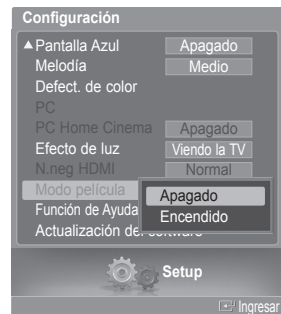 Configuración
▲Pantalla Azul Apagado
Melodía Medio
Defect. de color
PC
PC Home Cinema Apagado
Efecto de luz Viendo la TV
N.neg HDMI Normal
Modo película Apagado
Función de Ayuda Encendido
Actualización del software
Setup
Ingresar